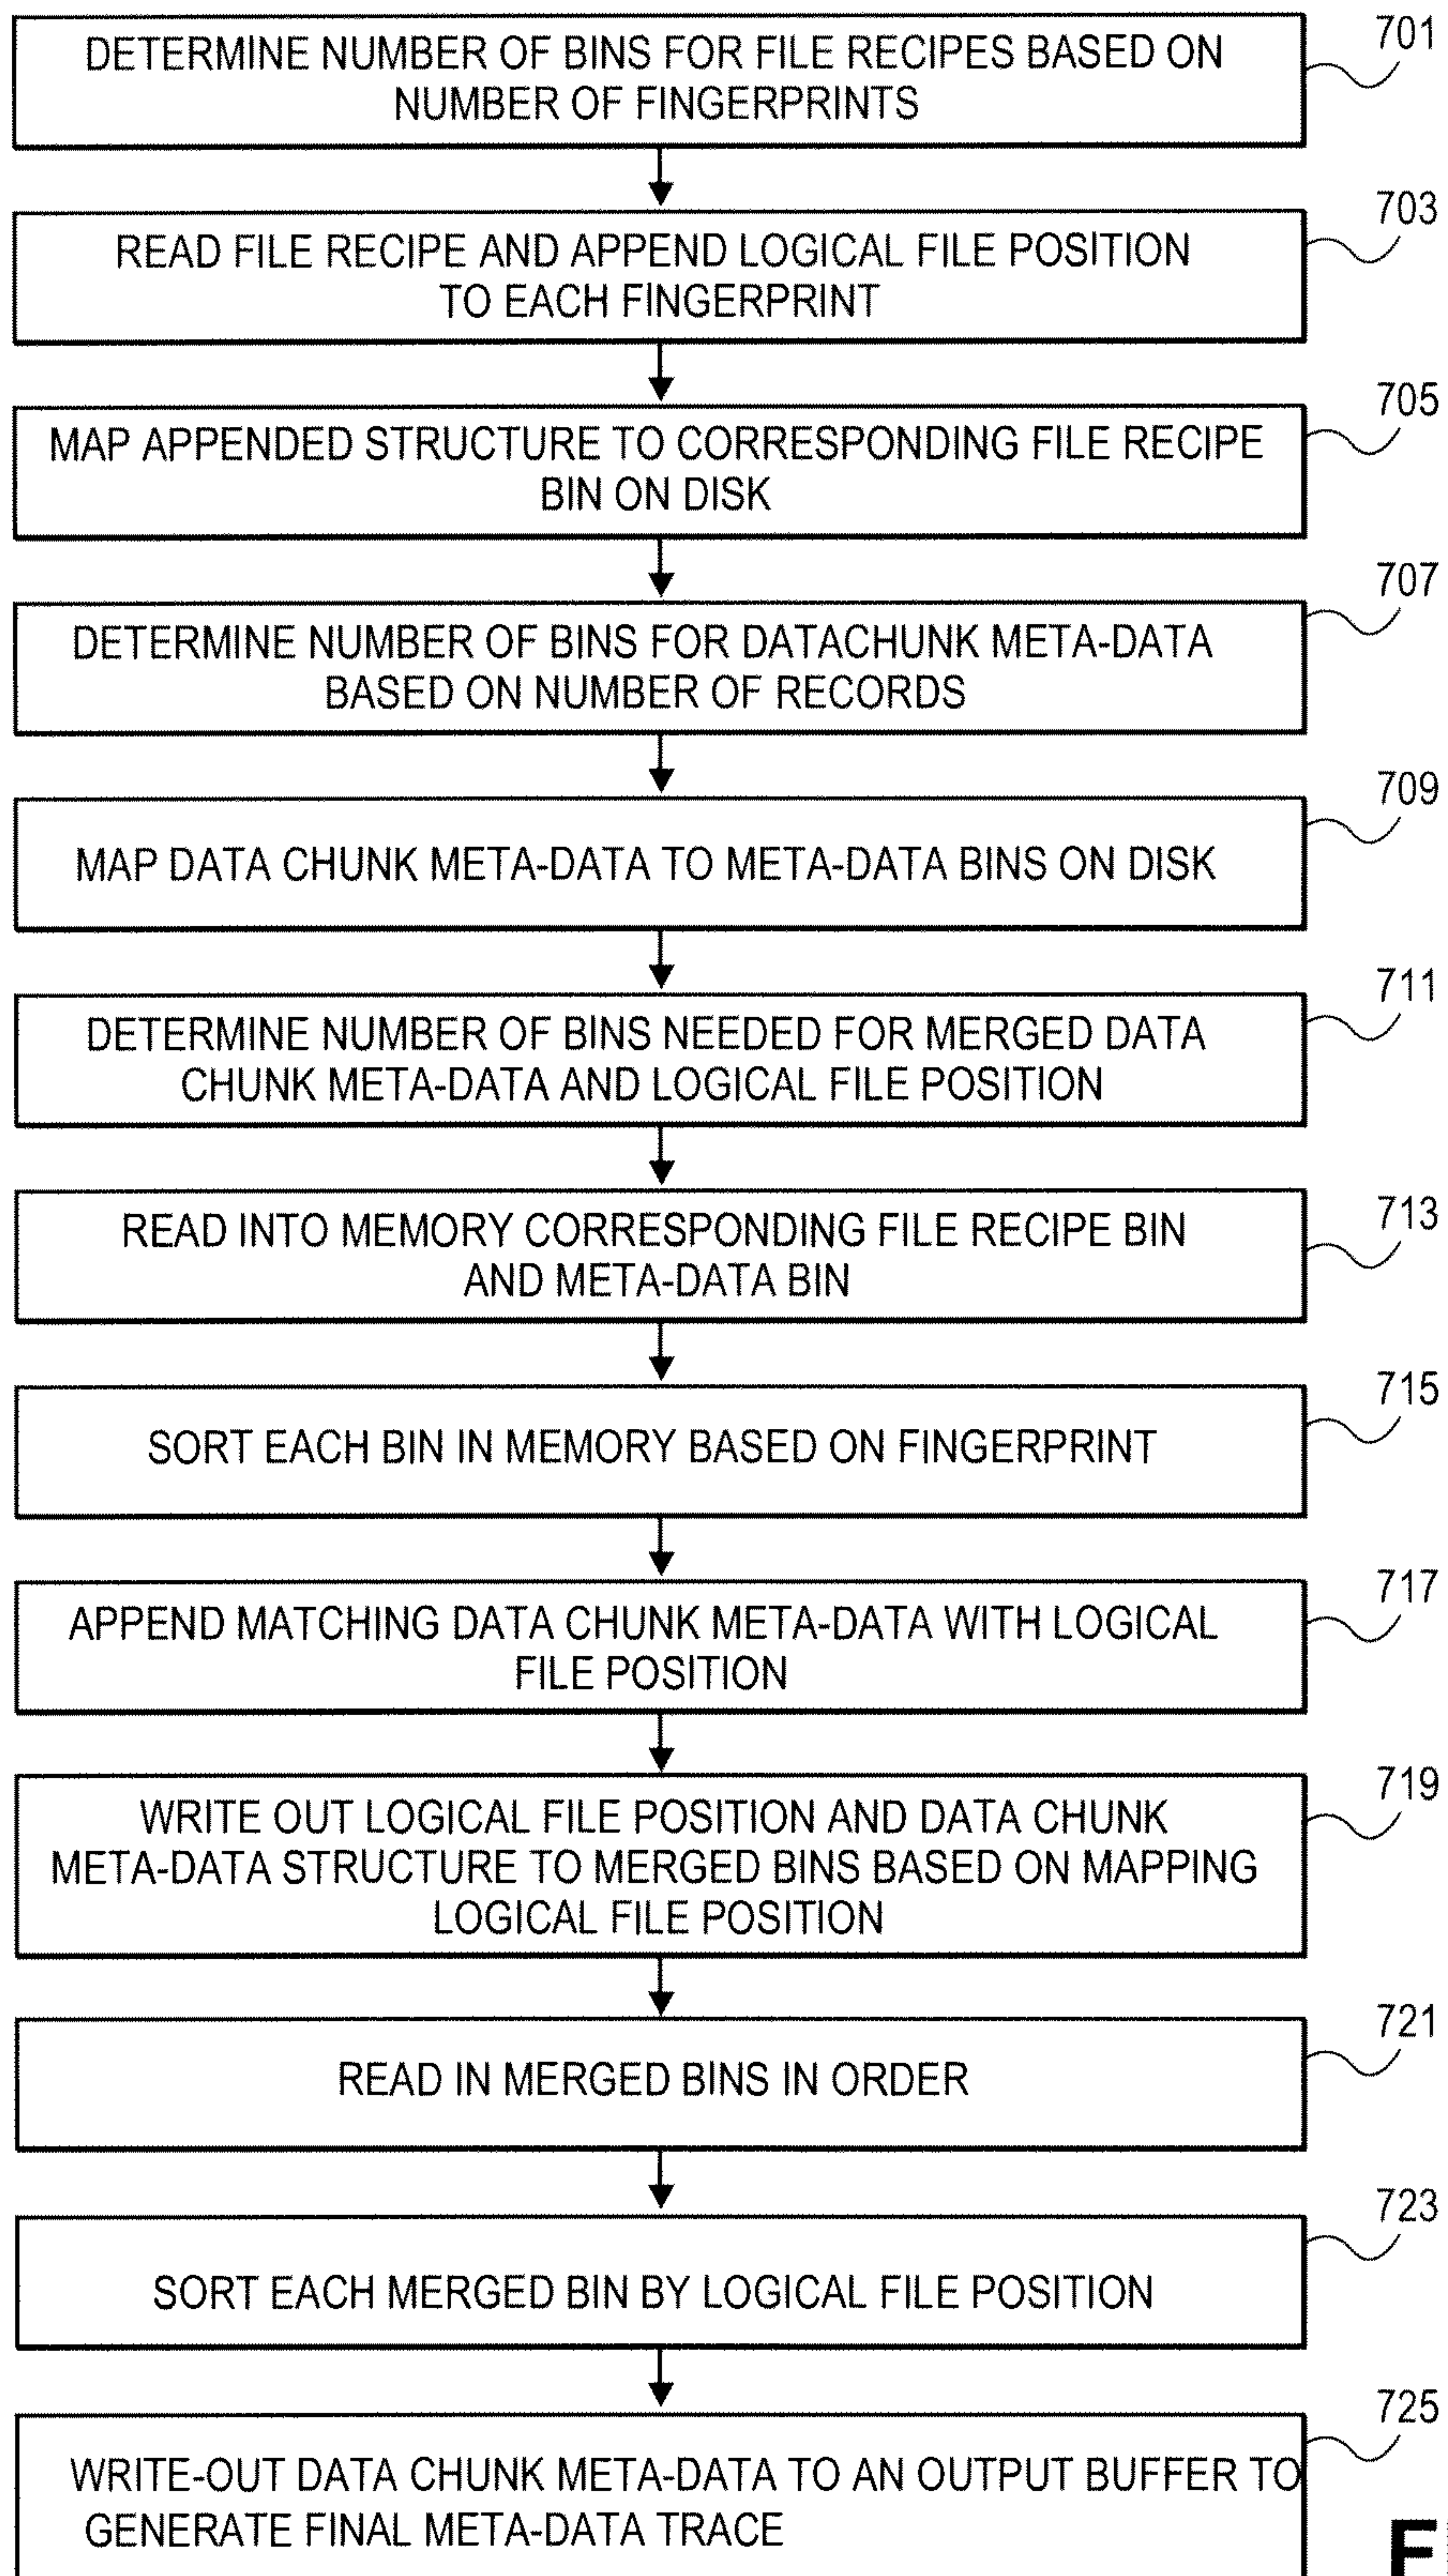 701
DETERMINE NUMBER OF BINS FOR FILE RECIPES BASED ON
NUMBER OF FINGERPRINTS
703
READ FILE RECIPE AND APPEND LOGICAL FILE POSITION
TO EACH FINGERPRINT
705
MAP APPENDED STRUCTURE TO CORRESPONDING FILE RECIPE
BIN ON DISK
707
DETERMINE NUMBER OF BINS FOR DATACHUNK META-DATA
BASED ON NUMBER OF RECORDS
709
MAP DATA CHUNK META-DATA TO META-DATA BINS ON DISK
711
DETERMINE NUMBER OF BINS NEEDED FOR MERGED DATA
CHUNK META-DATA AND LOGICAL FILE POSITION
713
READ INTO MEMORY CORRESPONDING FILE RECIPE BIN
AND META-DATA BIN
715
SORT EACH BIN IN MEMORY BASED ON FINGERPRINT
717
APPEND MATCHING DATA CHUNK META-DATA WITH LOGICAL
FILE POSITION
719
WRITE OUT LOGICAL FILE POSITION AND DATA CHUNK
META-DATA STRUCTURE TO MERGED BINS BASED ON MAPPING
LOGICAL FILE POSITION
721
READ IN MERGED BINS IN ORDER
723
SORT EACH MERGED BIN BY LOGICAL FILE POSITION
725
WRITE-OUT DATA CHUNK META-DATA TO AN OUTPUT BUFFER TO
GENERATE FINAL META-DATA TRACE